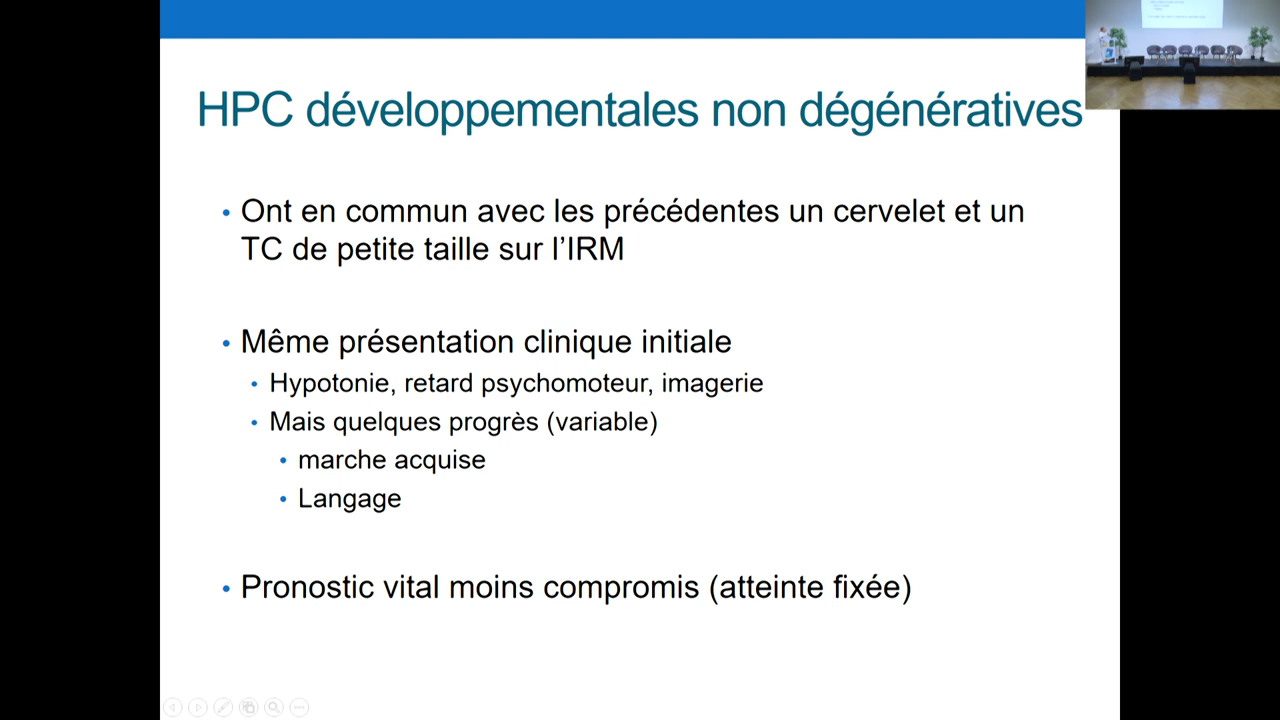 HPC développementales non dégénératives
• Ont en commun avec les précédentes un cervelet et un
TC de petite taille sur l’IRM
• Même présentation clinique initiale
• Hypotonie, retard psychomoteur, imagerie
• Mais quelques progrès (variable)
• marche acquise
• Langage
• Pronostic vital moins compromis (atteinte fixée)